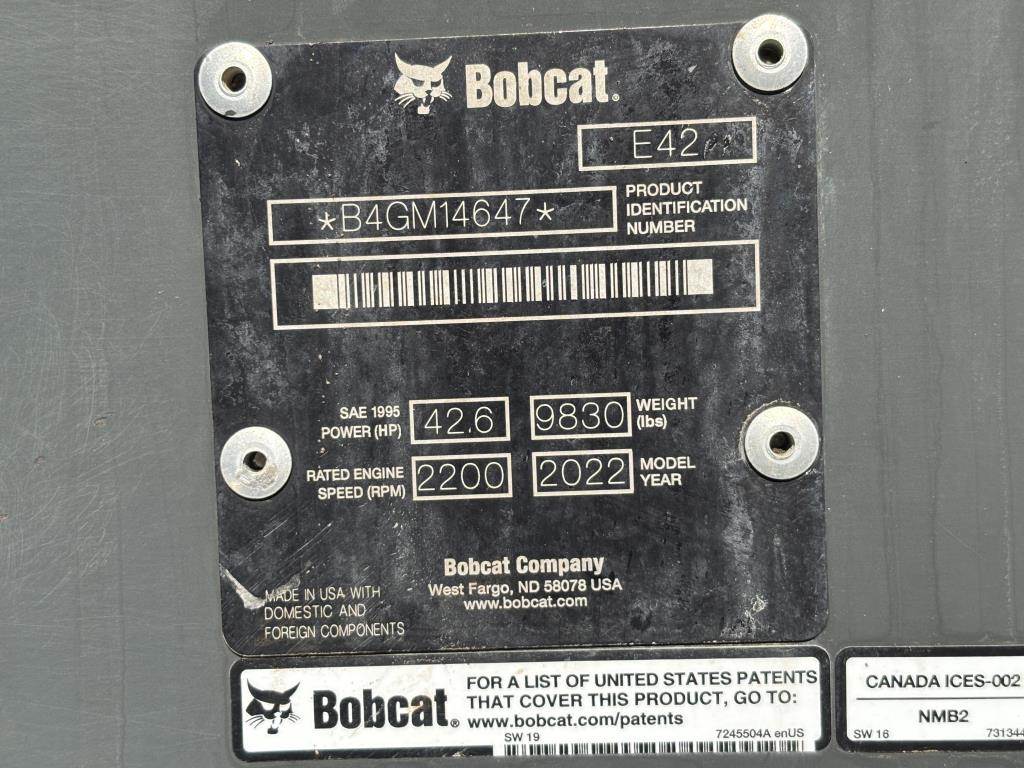 Bobcat.
E42
*B4GM14647*
PRODUCT
IDENTIFICATION
NUMBER
SAE 1995
POWER (HP)
42.6
9830
WEIGHT
(lbs)
RATED ENGINE
SPEED (RPM)
2200
2022
MODEL
YEAR
Bobcat Company
West Fargo, ND 58078 USA
www.bobcat.com
MADE IN USA WITH
DOMESTIC AND
FOREIGN COMPONENTS
Bobcat.
FOR A LIST OF UNITED STATES PATENTS
THAT COVER THIS PRODUCT, GO TO:
www.bobcat.com/patents
SW 19
7245504A enUS
CANADA ICES-002
NMB2
SW 16
731344